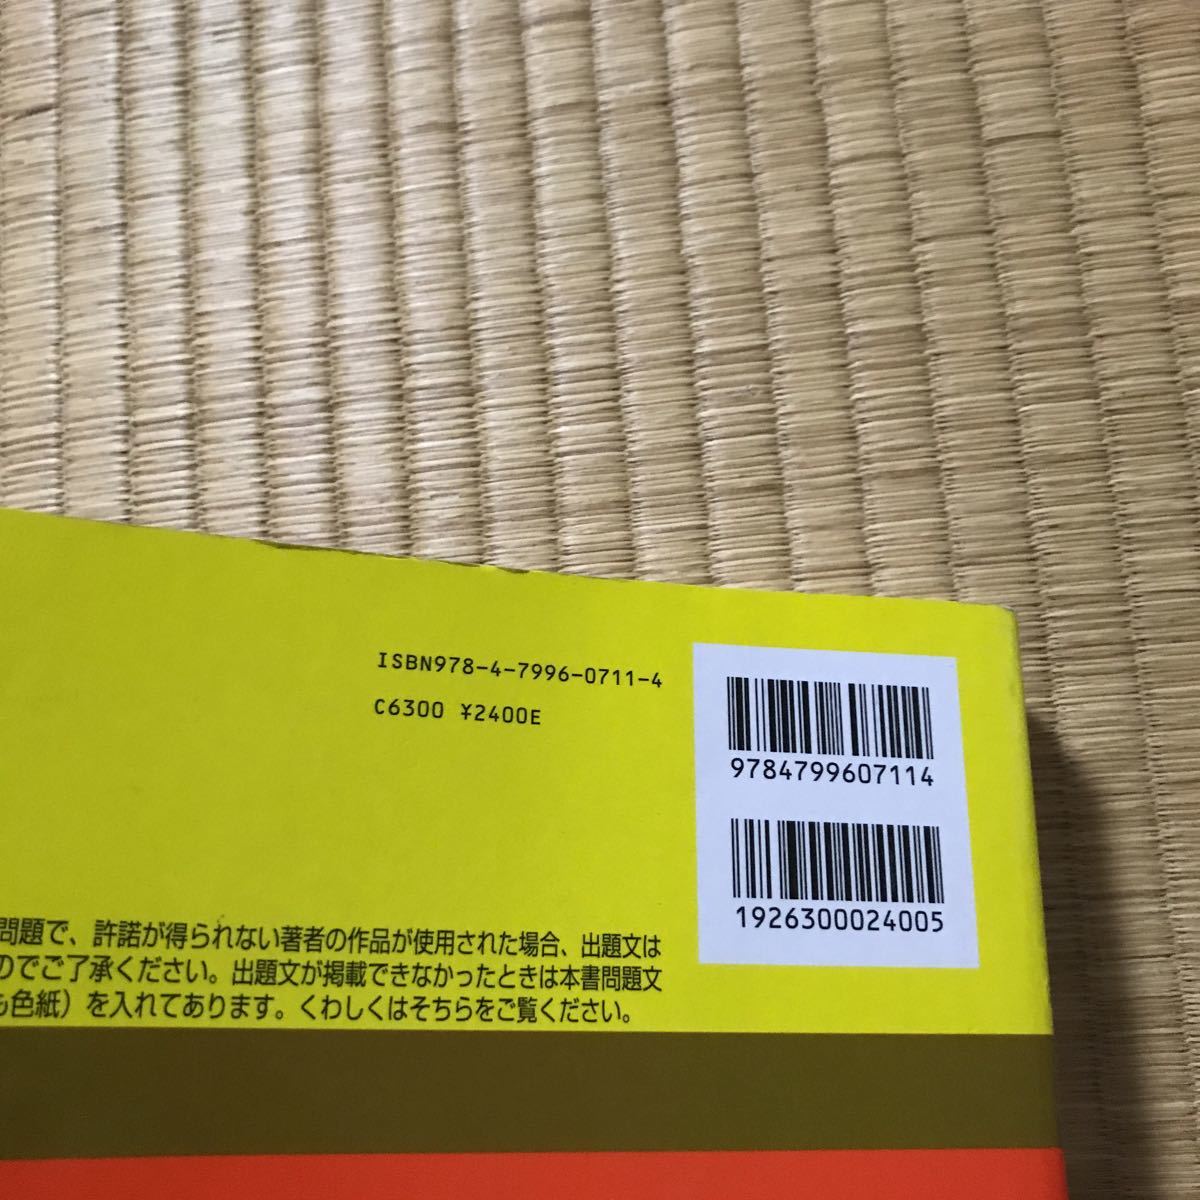 ISBN978-4-7996-0711-4
C6300 ¥2400E
9784799607114
1926300024005
問題で、許諾が得られない著者の作品が使用された場合、出題文は
のでご了承ください。出題文が掲載できなかったときは本書問題文
も色紙）を入れてあります。くわしくはそちらをご覧ください。